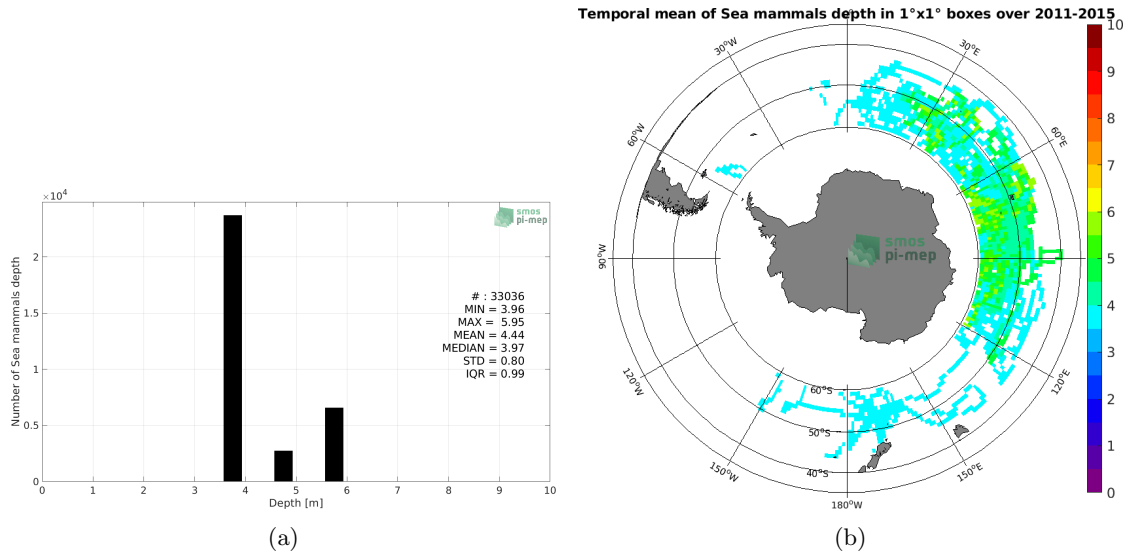 ×10⁴
2
1.5
1
0.5
0
Number of Sea mammals depth
smos
pi-mep
# : 33036
MIN = 3.96
MAX = 5.95
MEAN = 4.44
MEDIAN = 3.97
STD = 0.80
IQR = 0.99
0 1 2 3 4 5 6 7 8 9 10
Depth [m]
(a)
Temporal mean of Sea mammals depth in 1°x1° boxes over 2011-2015
0°
30°W
30°E
60°W
60°E
90°W
smos
pi-mep
120°W
120°E
60°S
50°S
40°S
150°W
150°E
180°W
10
9
8
7
6
5
4
3
2
1
0
(b)